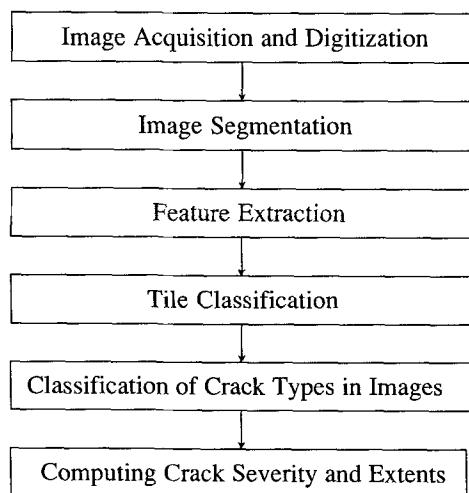 Image Acquisition and Digitization
Image Segmentation
Feature Extraction
Tile Classification
Classification of Crack Types in Images
Computing Crack Severity and Extents